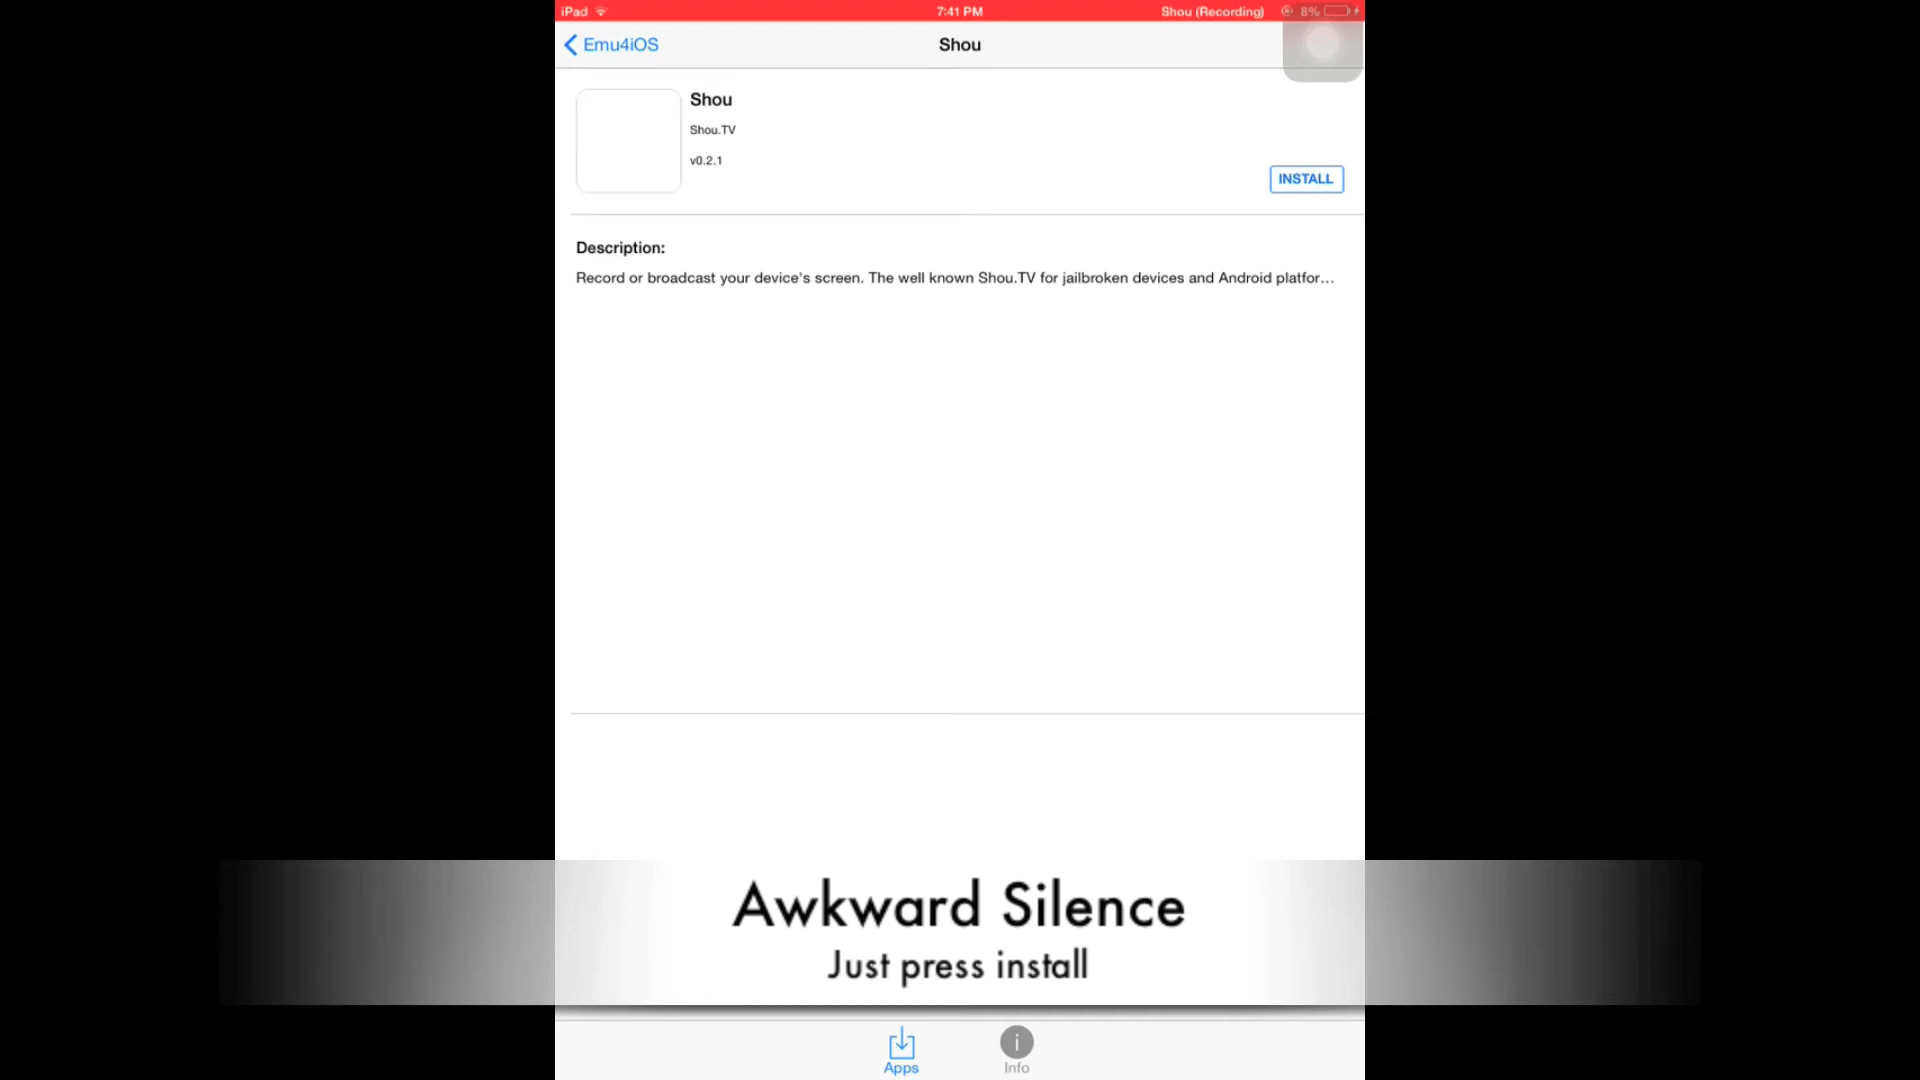 iPad 7:41 PM Shou (Recording) 8%
Emu4iOS Shou
Shou
Shou.TV
v0.2.1
INSTALL
Description:
Record or broadcast your device's screen. The well known Shou.TV for jailbroken devices and Android platfor...
Awkward Silence
Just press install
Apps Info